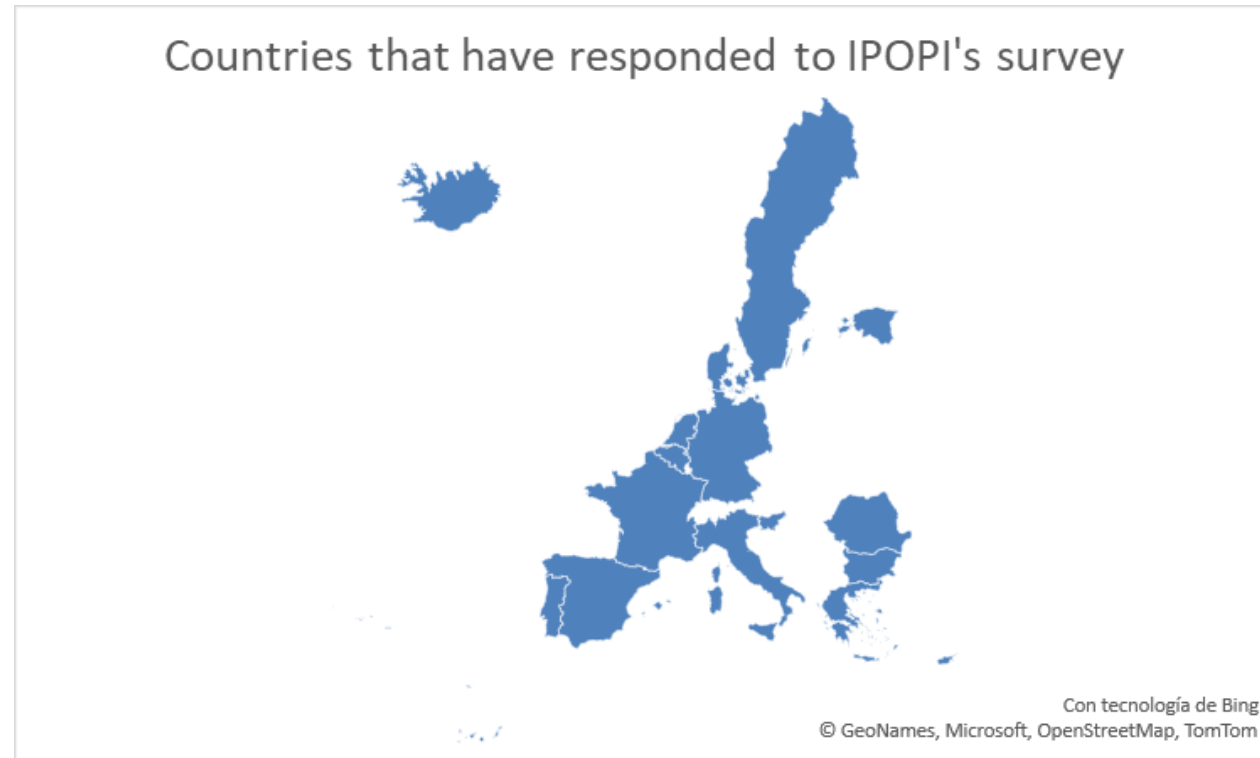 Countries that have responded to IPOPI's survey
Con tecnología de Bing
© GeoNames, Microsoft, OpenStreetMap, TomTom